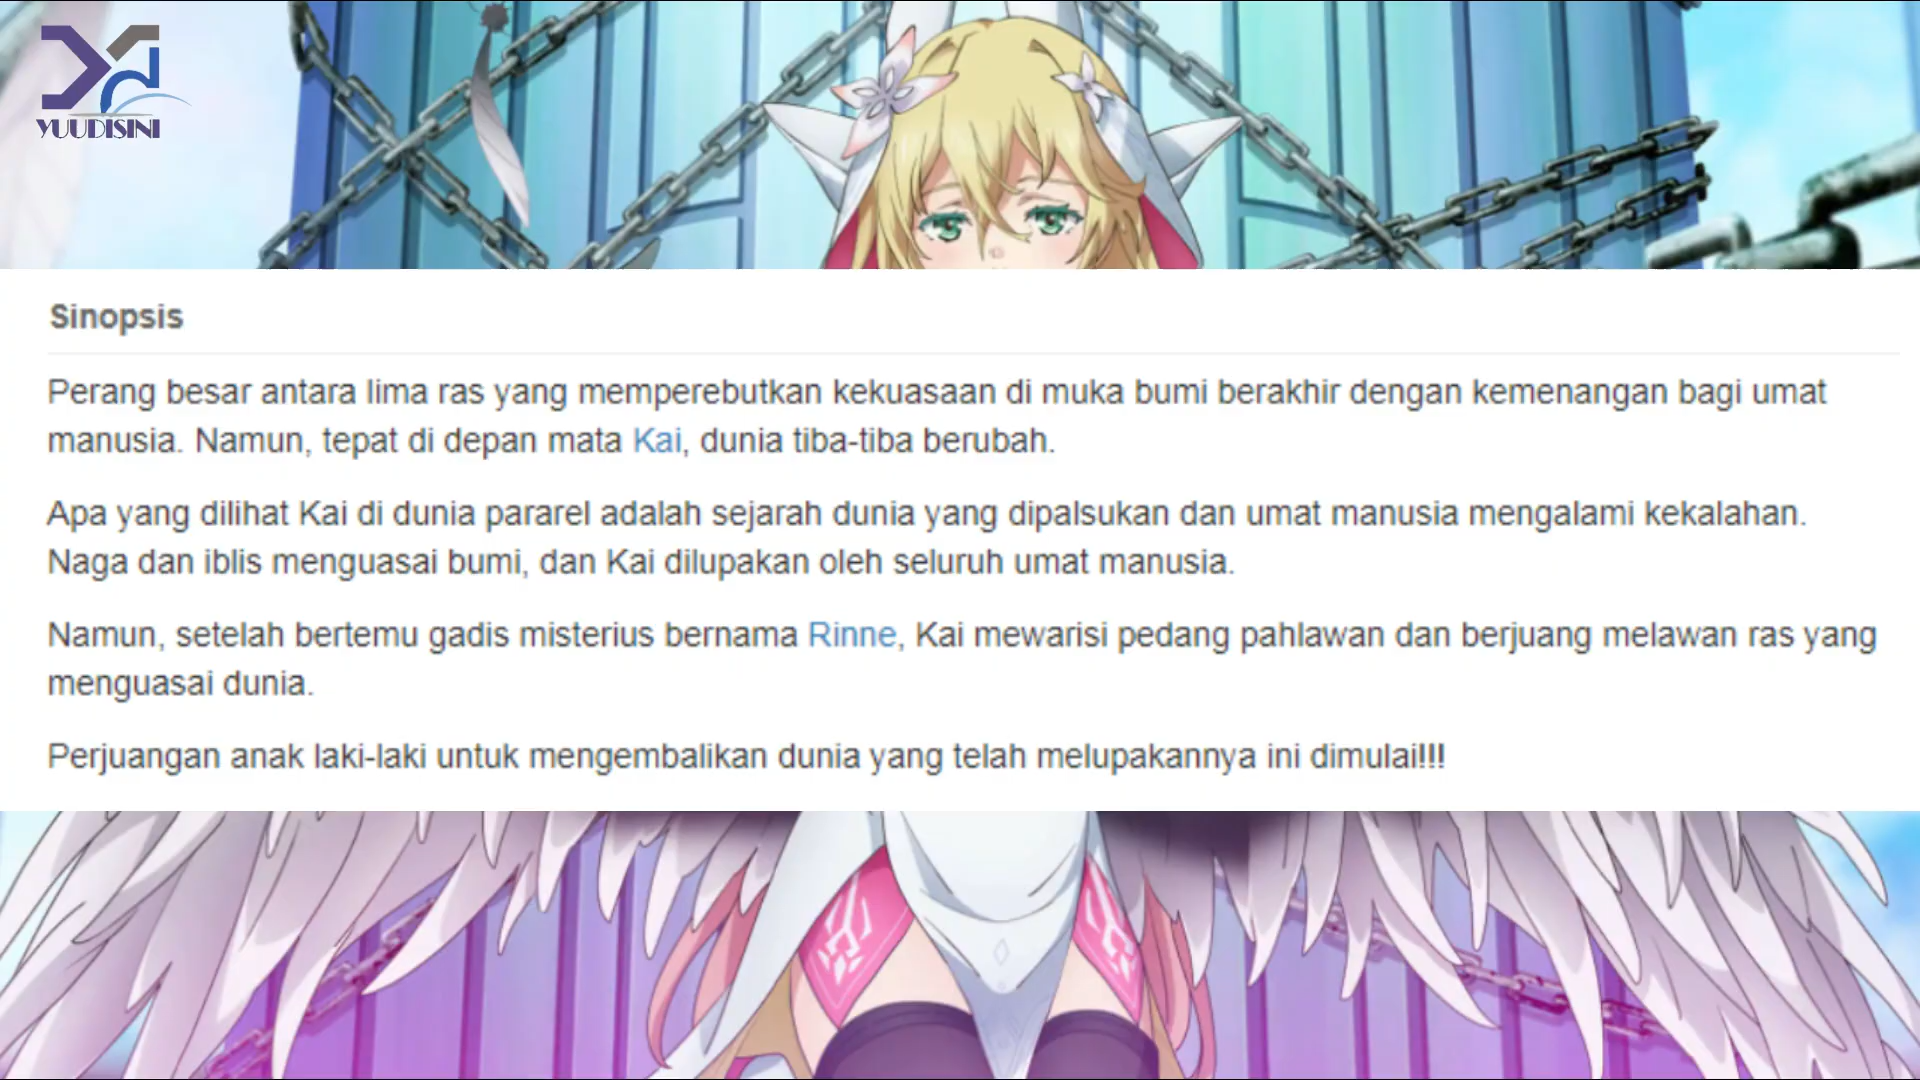 YUUDISINI
Sinopsis
Perang besar antara lima ras yang memperebutkan kekuasaan di muka bumi berakhir dengan kemenangan bagi umat
manusia. Namun, tepat di depan mata Kai, dunia tiba-tiba berubah.
Apa yang dilihat Kai di dunia pararel adalah sejarah dunia yang dipalsukan dan umat manusia mengalami kekalahan.
Naga dan iblis menguasai bumi, dan Kai dilupakan oleh seluruh umat manusia.
Namun, setelah bertemu gadis misterius bernama Rinne, Kai mewarisi pedang pahlawan dan berjuang melawan ras yang
menguasai dunia.
Perjuangan anak laki-laki untuk mengembalikan dunia yang telah melupakannya ini dimulai!!!